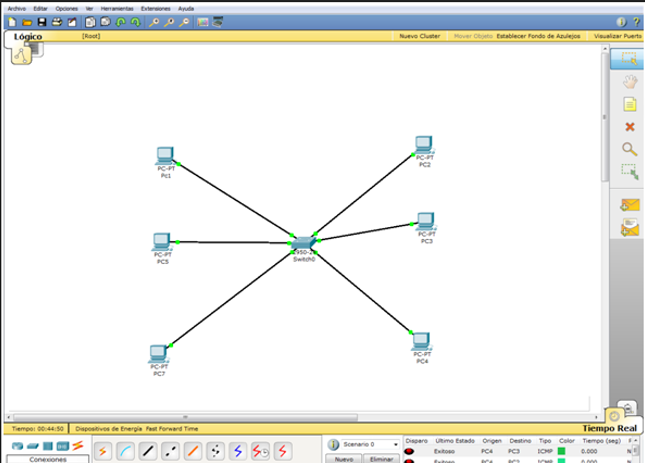 Archivo Editar Opciones Ver Herramientas Extensiones Ayuda
Lógico [Root] Nuevo Cluster Mover Objeto Establecer Fondo de Azulejos Visualizar Puerts
PC-PT
Pc1
PC-PT
PC2
PC-PT
PC3
PC-PT
PC5
2950-24
Switch0
PC-PT
PC4
PC-PT
PC7
Tiempo: 00:44:50 Dispositivos de Energía Fast Forward Time Tiempo Real
Scenario 0
Disparo Ultimo Estado Origen Destino Tipo Color Tiempo (seg)
Exitoso PC4 PC3 ICMP 0.000 N
Conexiones Nuevo Eliminar
Exitoso PC4 PC2 ICMP 0.000